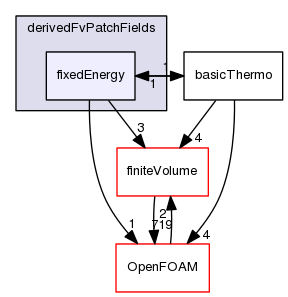 derivedFvPatchFields
fixedEnergy
basicThermo
1
1
3
4
finiteVolume
2
719
1
4
OpenFOAM